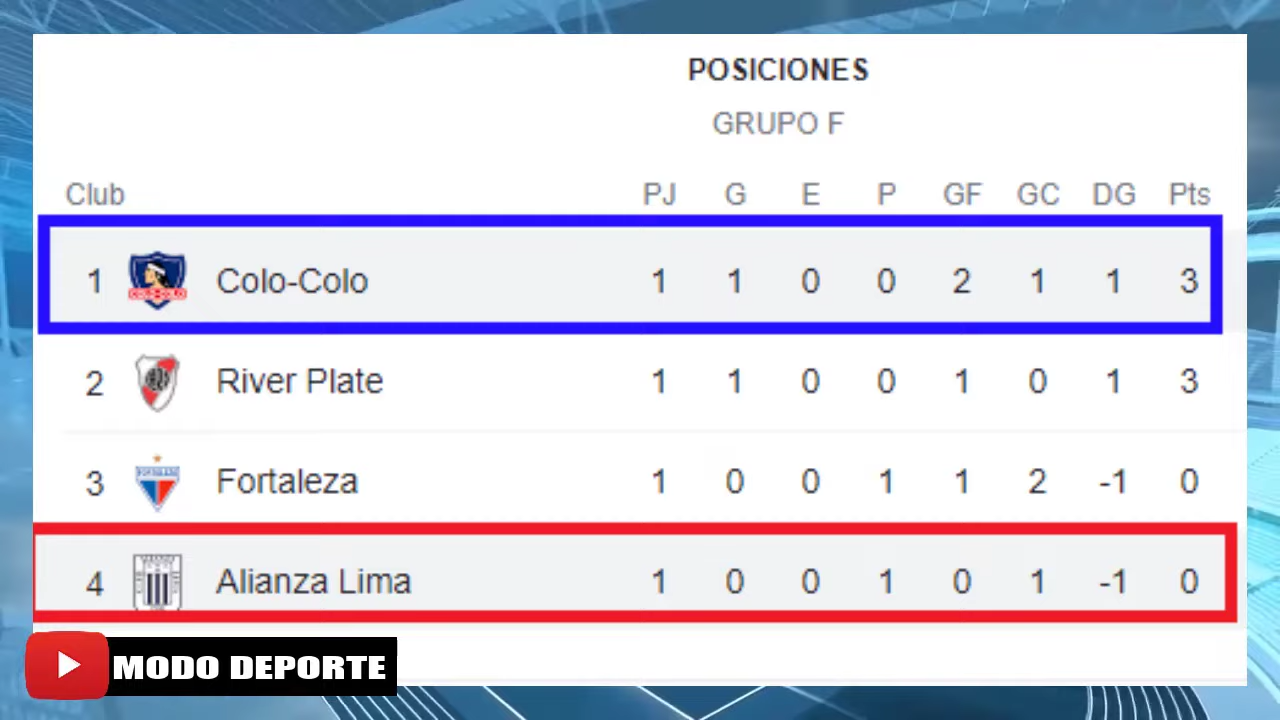 POSICIONES
GRUPO F
Club PJ G E P GF GC DG Pts
1 COLO-COLO Colo-Colo 1 1 0 0 2 1 1 3
2 River Plate 1 1 0 0 1 0 1 3
3 Fortaleza 1 0 0 1 1 2 -1 0
4 Alianza Lima 1 0 0 1 0 1 -1 0
MODO DEPORTE